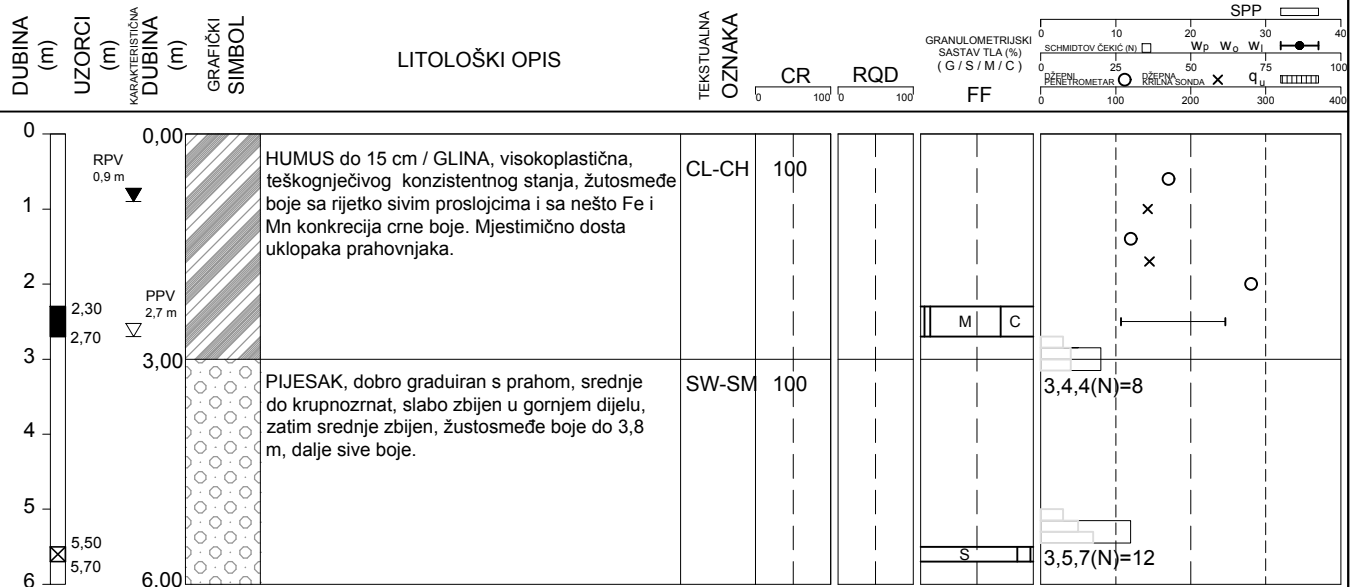 DUBINA
(m)
UZORCI
(m)
KARAKTERISTIČNA
DUBINA
(m)
GRAFIČKI
SIMBOL
LITOLOŠKI OPIS
TEKSTUALNA
OZNAKA
CR
0 100
RQD
0 100
GRANULOMETRIJSKI
SASTAV TLA (%)
( G / S / M / C )
FF
SPP
0 10 20 30 40
SCHMIDTOV ČEKIĆ (N) wp wo wl
0 25 50 75 100
DŽEPNI
PENETROMETAR
DŽEPNA
KRILNA SONDA
qu
0 100 200 300 400
0
1
2
3
4
5
6
RPV
0,9 m
PPV
2,7 m
2,30
2,70
5,50
5,70
0,00
3,00
6,00
HUMUS do 15 cm / GLINA, visokoplastična,
teškognječivog konzistentnog stanja, žutosmeđe
boje sa rijetko sivim proslojcima i sa nešto Fe i
Mn konkrecija crne boje. Mjestimično dosta
uklopaka prahovnjaka.
CL-CH
100
M C
3,4,4(N)=8
PIJESAK, dobro graduiran s prahom, srednje
do krupnozrnat, slabo zbijen u gornjem dijelu,
zatim srednje zbijen, žustosmeđe boje do 3,8
m, dalje sive boje.
SW-SM
100
S
3,5,7(N)=12